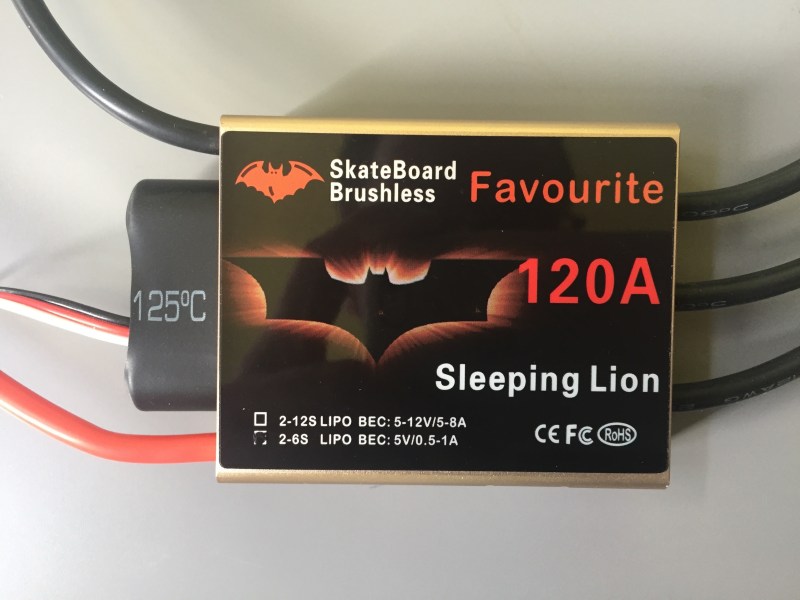 SkateBoard
Brushless
Favourite
120A
125ºC
Sleeping Lion
2-12S LIPO BEC: 5-12V/5-8A
2-6S LIPO BEC: 5V/0.5-1A
CE FC RoHS